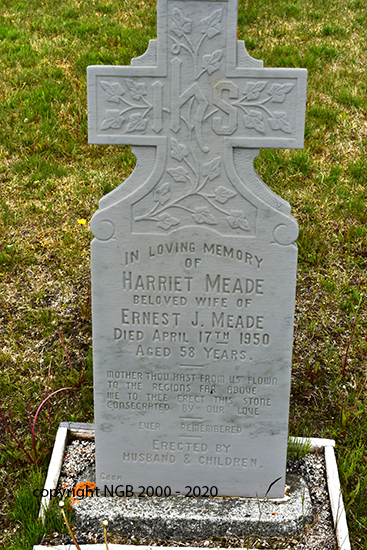 IHS
IN LOVING MEMORY
OF
HARRIET MEADE
BELOVED WIFE OF
ERNEST J. MEADE
DIED APRIL 17TH 1950
AGED 58 YEARS.
MOTHER THOU HAST FROM US FLOWN
TO THE REGIONS FAR ABOVE
WE TO THEE ERECT THIS STONE
CONSECRATED BY OUR LOVE
EVER REMEMBERED
ERECTED BY
HUSBAND & CHILDREN.
COOK
copyright NGB 2000 - 2020